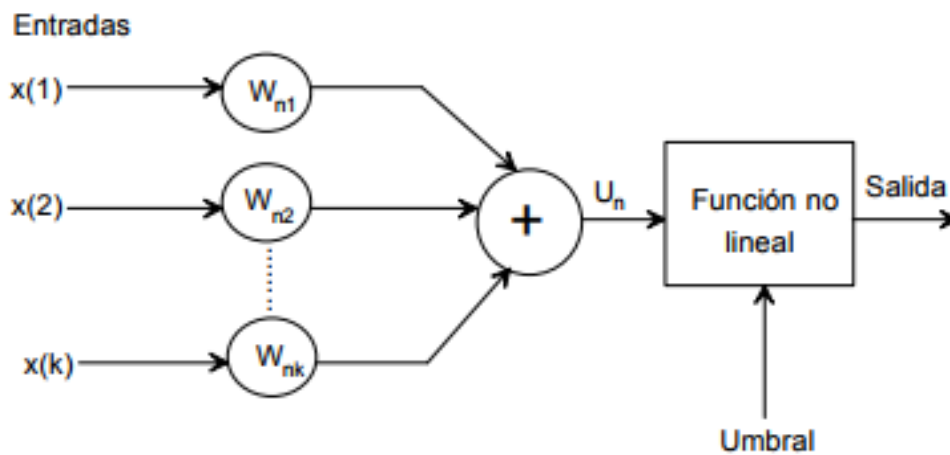 Entradas
x(1)
W_n1
x(2)
W_n2
x(k)
W_nk
+
U_n
Función no
lineal
Salida
Umbral